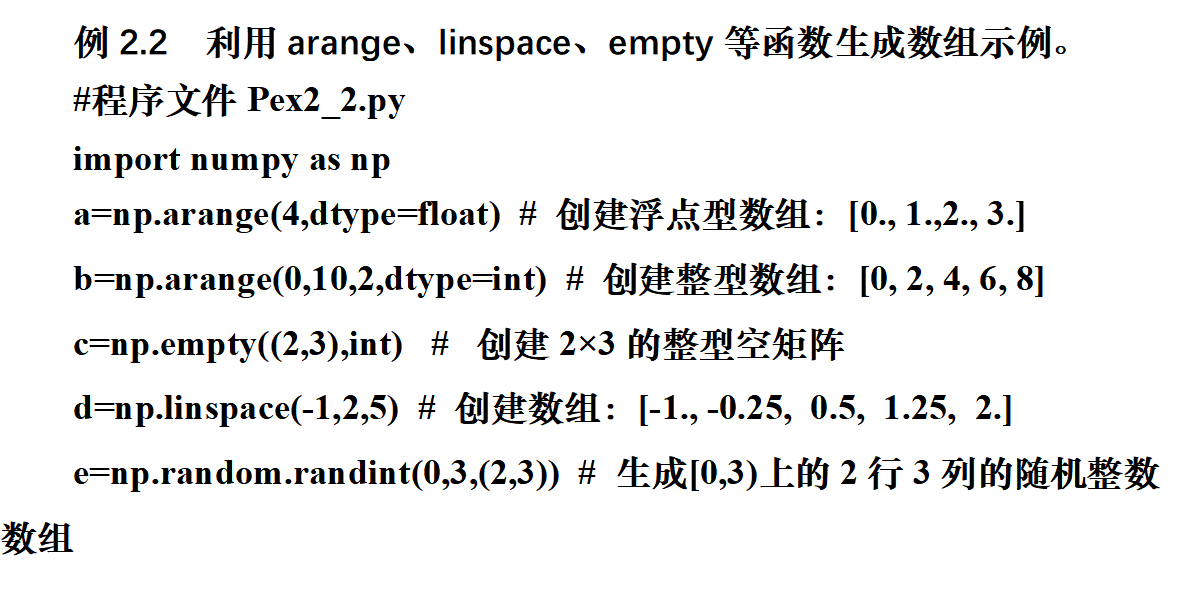 例 2.2 利用 arange、linspace、empty 等函数生成数组示例。
#程序文件 Pex2_2.py
import numpy as np
a=np.arange(4,dtype=float) # 创建浮点型数组：[0., 1.,2., 3.]
b=np.arange(0,10,2,dtype=int) # 创建整型数组：[0, 2, 4, 6, 8]
c=np.empty((2,3),int) # 创建 2×3 的整型空矩阵
d=np.linspace(-1,2,5) # 创建数组：[-1., -0.25, 0.5, 1.25, 2.]
e=np.random.randint(0,3,(2,3)) # 生成[0,3)上的 2 行 3 列的随机整数
数组